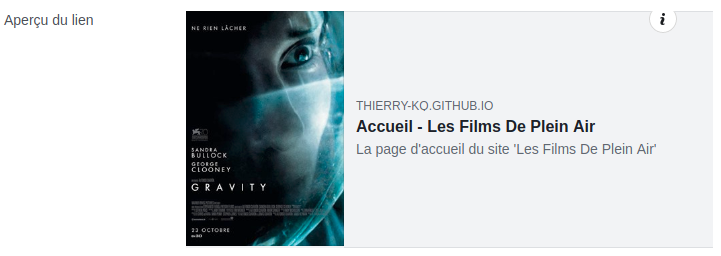 Aperçu du lien
NE RIEN LÂCHER
SANDRA
BULLOCK
GEORGE
CLOONEY
GRAVITY
23 OCTOBRE
i
THIERRY-KO.GITHUB.IO
Accueil - Les Films De Plein Air
La page d'accueil du site 'Les Films De Plein Air'